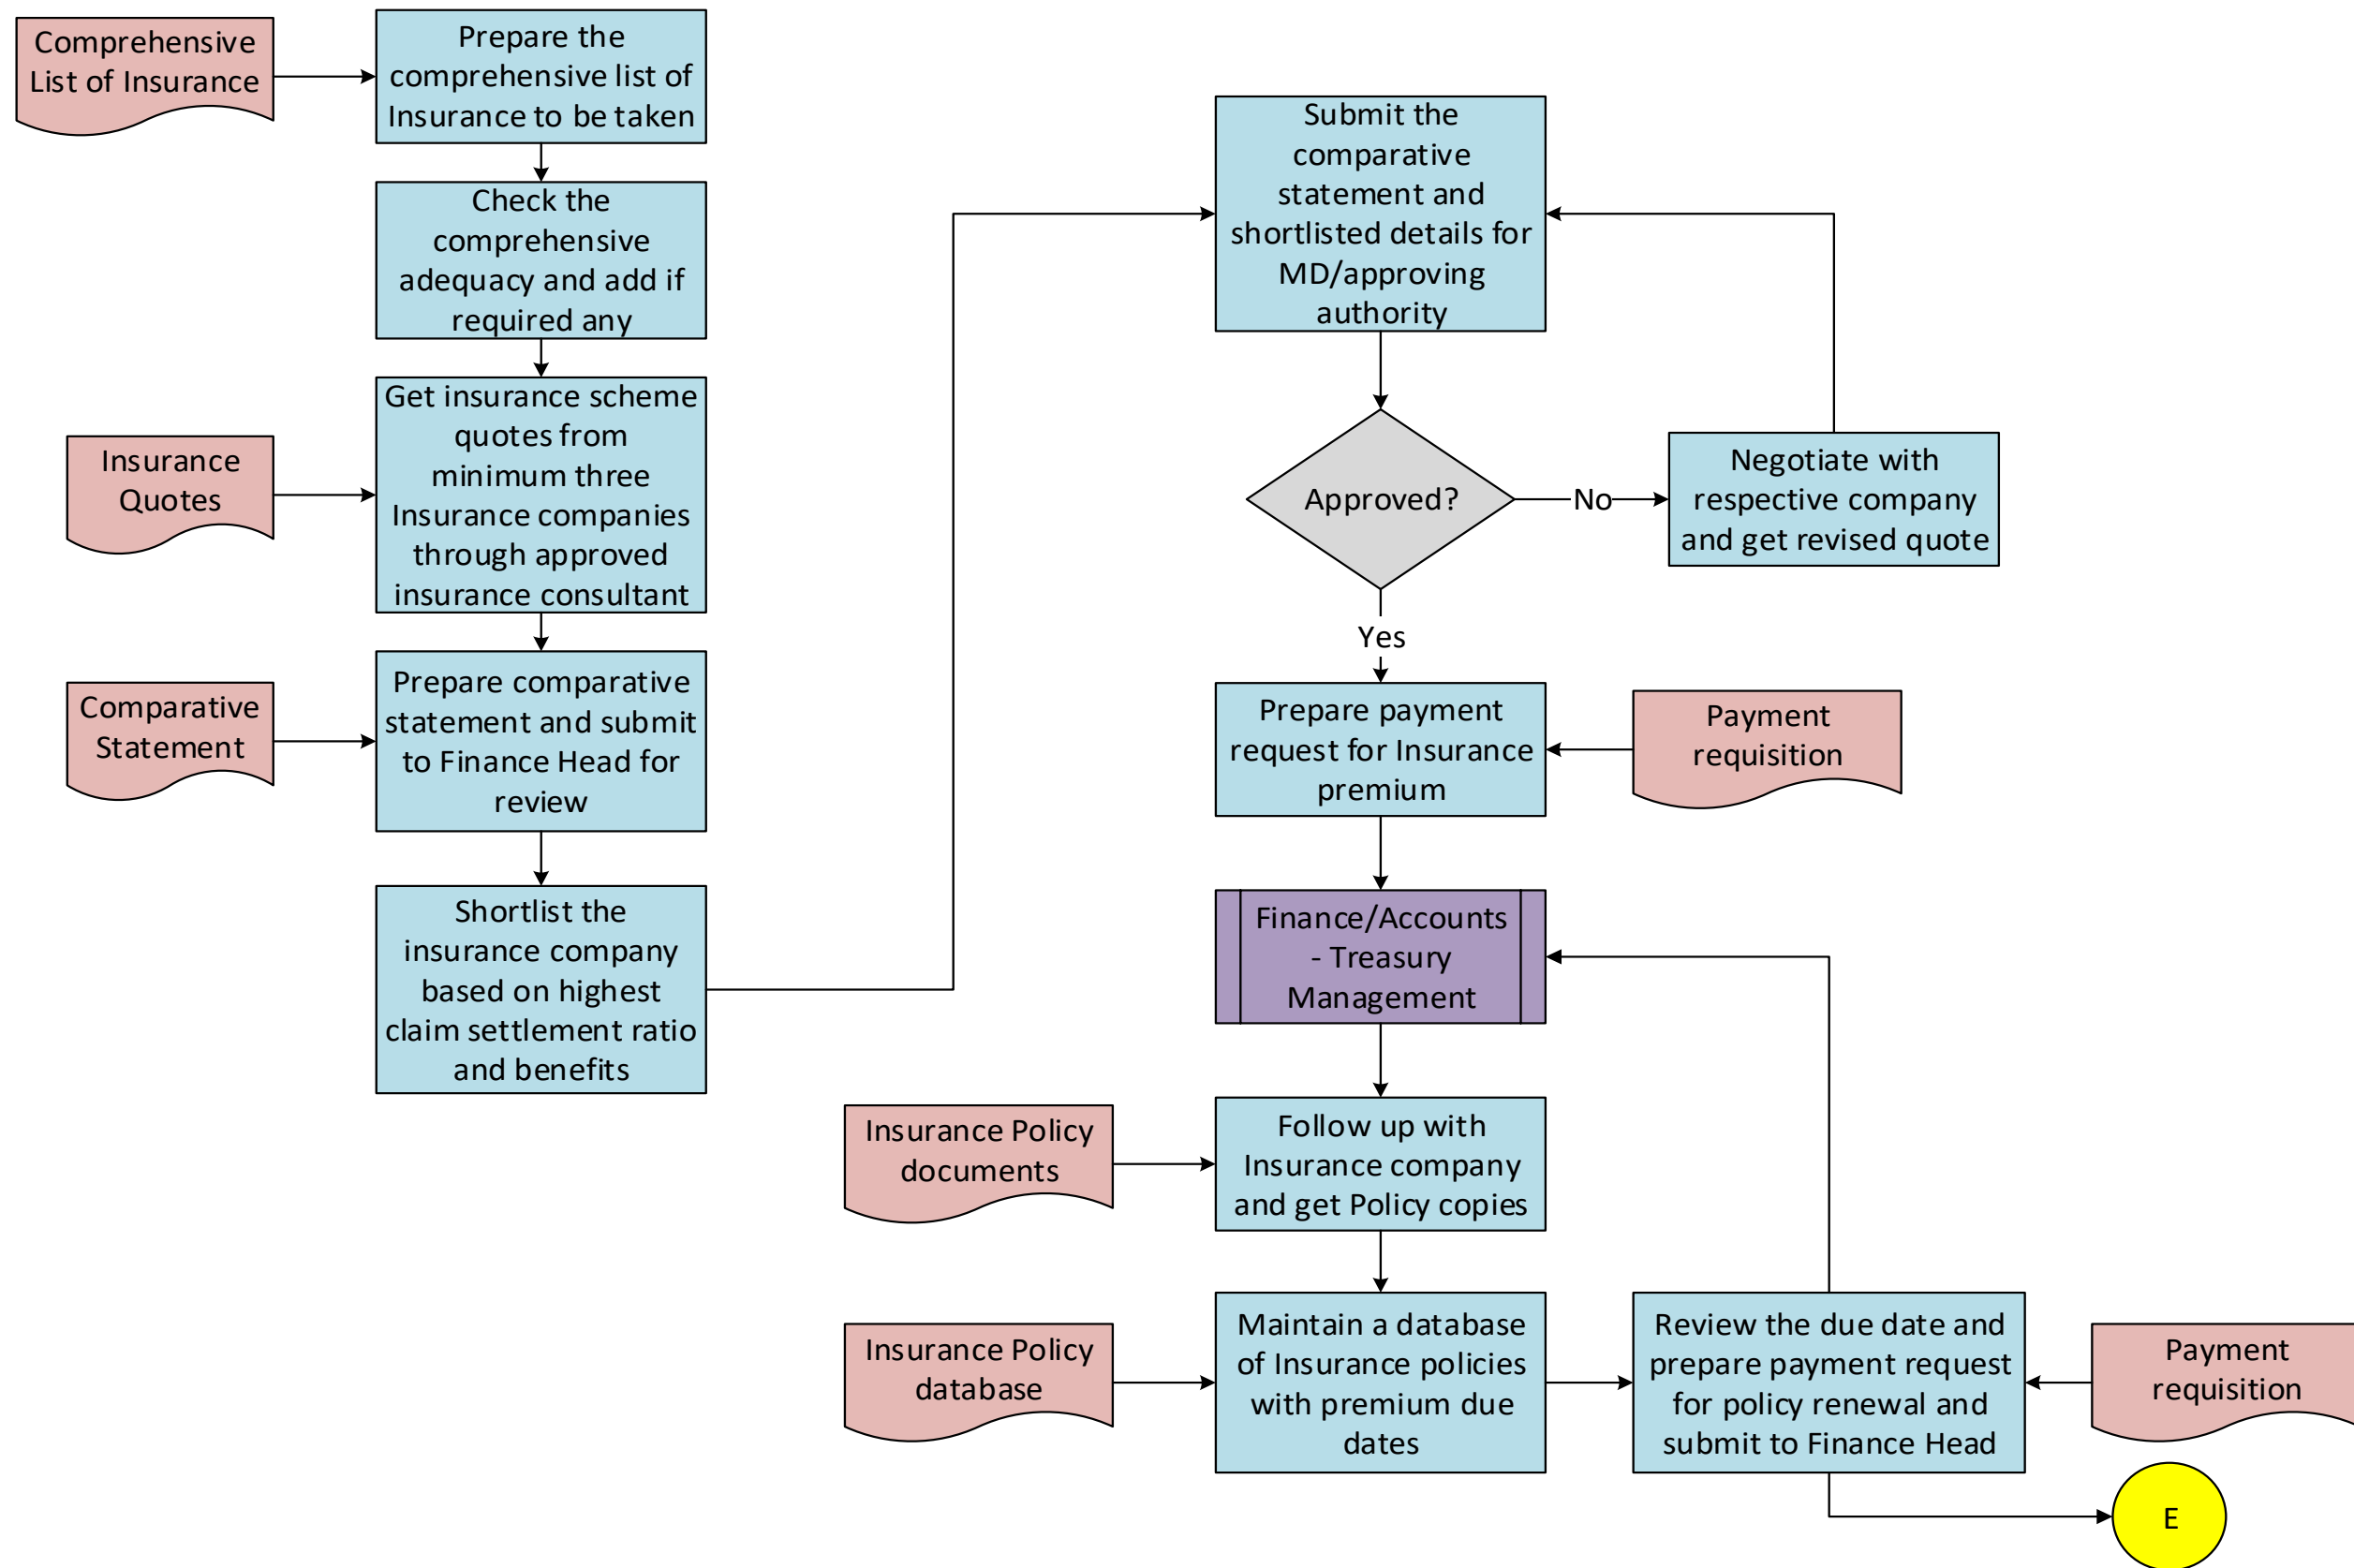 Comprehensive
List of Insurance
Prepare the
comprehensive list of
Insurance to be taken
Check the
comprehensive
adequacy and add if
required any
Insurance
Quotes
Get insurance scheme
quotes from
minimum three
Insurance companies
through approved
insurance consultant
Comparative
Statement
Prepare comparative
statement and submit
to Finance Head for
review
Shortlist the
insurance company
based on highest
claim settlement ratio
and benefits
Submit the
comparative
statement and
shortlisted details for
MD/approving
authority
Approved?
No
Negotiate with
respective company
and get revised quote
Yes
Prepare payment
request for Insurance
premium
Payment
requisition
Finance/Accounts
- Treasury
Management
Insurance Policy
documents
Follow up with
Insurance company
and get Policy copies
Insurance Policy
database
Maintain a database
of Insurance policies
with premium due
dates
Review the due date and
prepare payment request
for policy renewal and
submit to Finance Head
Payment
requisition
E